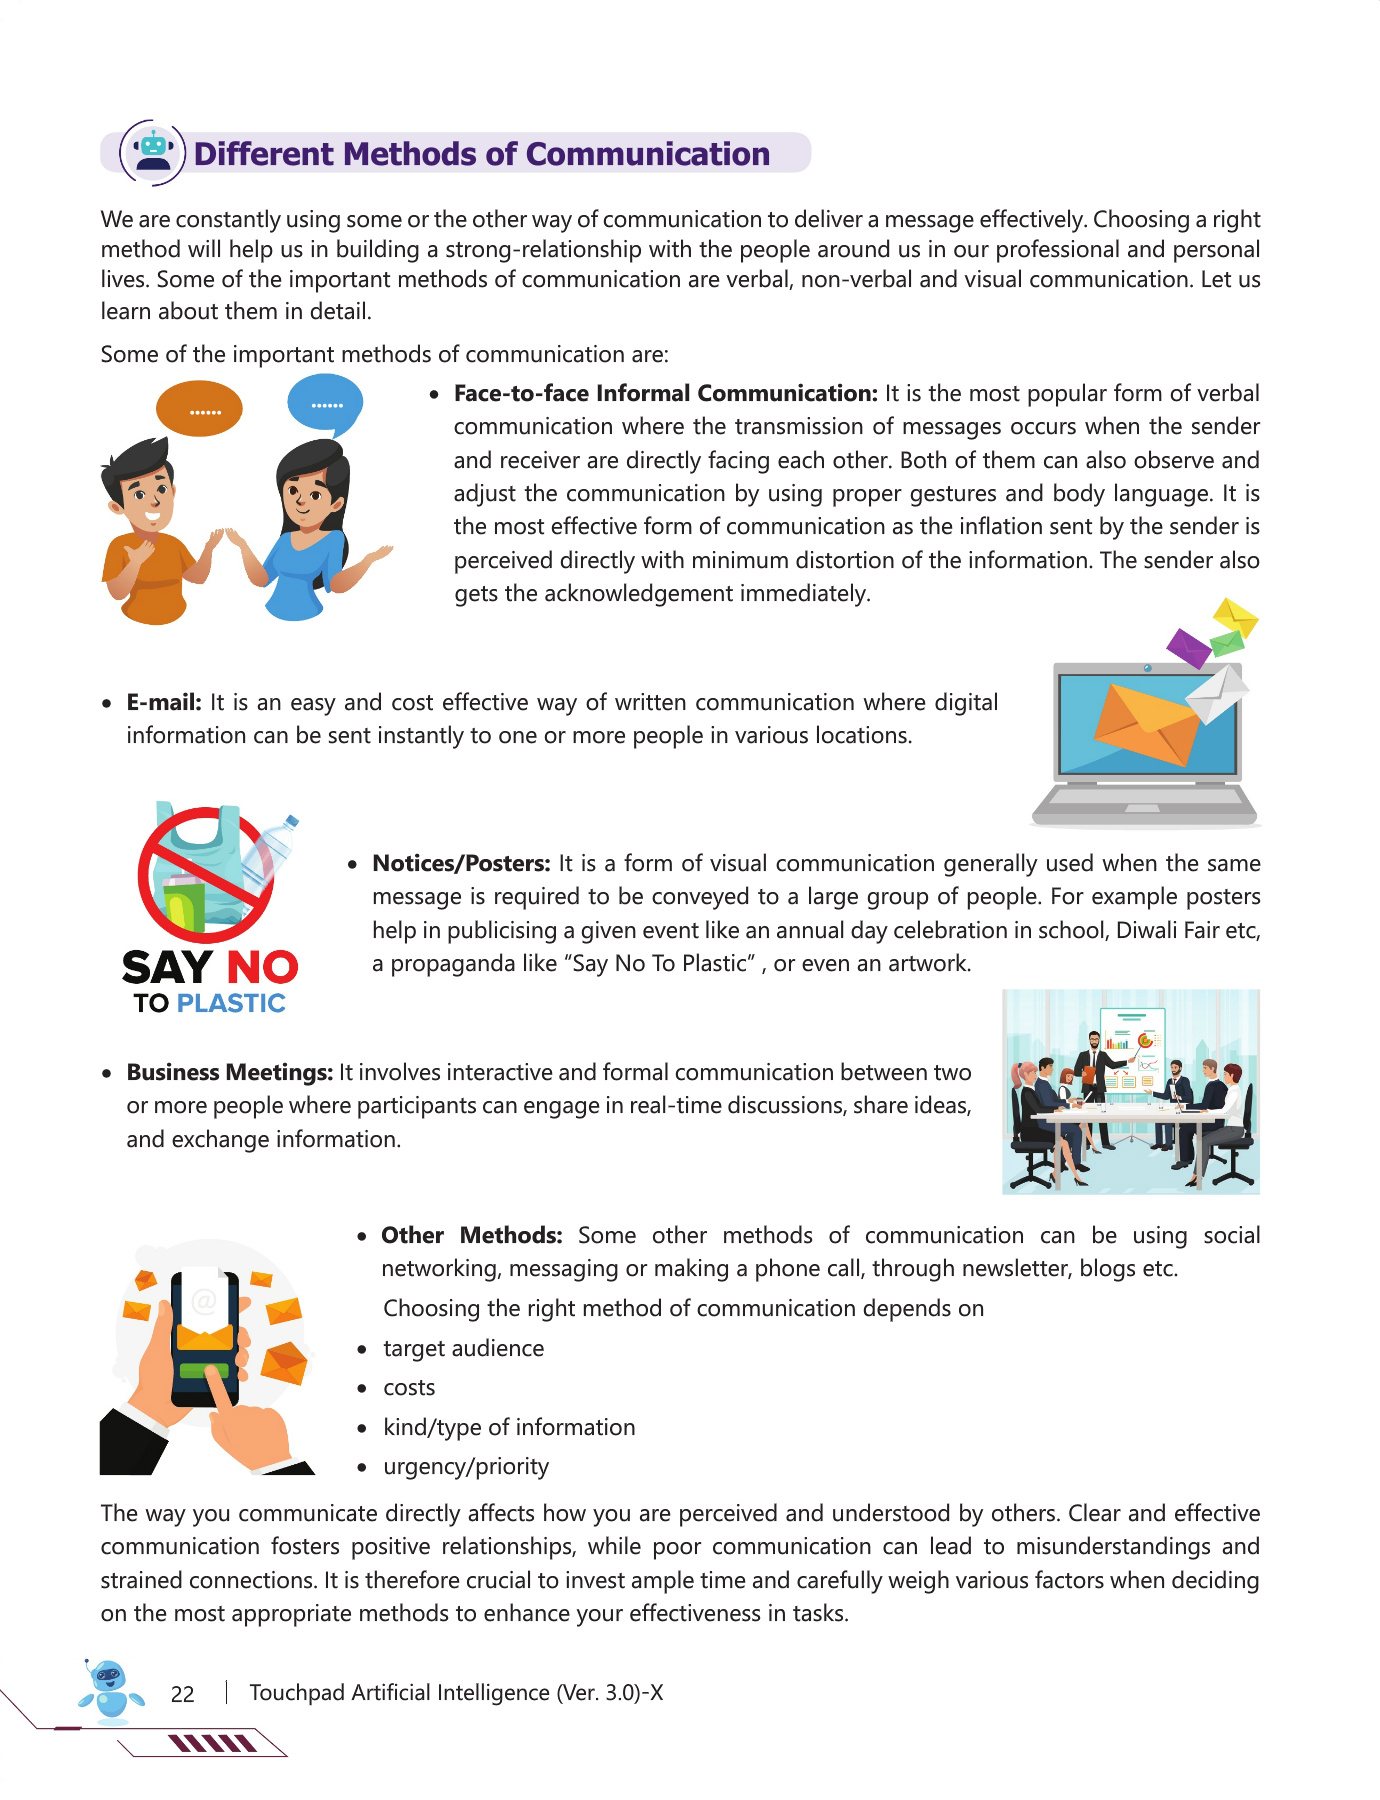 Different Methods of Communication
We are constantly using some or the other way of communication to deliver a message effectively. Choosing a right
method will help us in building a strong-relationship with the people around us in our professional and personal
lives. Some of the important methods of communication are verbal, non-verbal and visual communication. Let us
learn about them in detail.
Some of the important methods of communication are:
• Face-to-face Informal Communication: It is the most popular form of verbal
communication where the transmission of messages occurs when the sender
and receiver are directly facing each other. Both of them can also observe and
adjust the communication by using proper gestures and body language. It is
the most effective form of communication as the inflation sent by the sender is
perceived directly with minimum distortion of the information. The sender also
gets the acknowledgement immediately.
• E-mail: It is an easy and cost effective way of written communication where digital
information can be sent instantly to one or more people in various locations.
SAY NO
TO PLASTIC
• Notices/Posters: It is a form of visual communication generally used when the same
message is required to be conveyed to a large group of people. For example posters
help in publicising a given event like an annual day celebration in school, Diwali Fair etc,
a propaganda like “Say No To Plastic” , or even an artwork.
• Business Meetings: It involves interactive and formal communication between two
or more people where participants can engage in real-time discussions, share ideas,
and exchange information.
@
• Other Methods: Some other methods of communication can be using social
networking, messaging or making a phone call, through newsletter, blogs etc.
Choosing the right method of communication depends on
• target audience
• costs
• kind/type of information
• urgency/priority
The way you communicate directly affects how you are perceived and understood by others. Clear and effective
communication fosters positive relationships, while poor communication can lead to misunderstandings and
strained connections. It is therefore crucial to invest ample time and carefully weigh various factors when deciding
on the most appropriate methods to enhance your effectiveness in tasks.
22 | Touchpad Artificial Intelligence (Ver. 3.0)-X